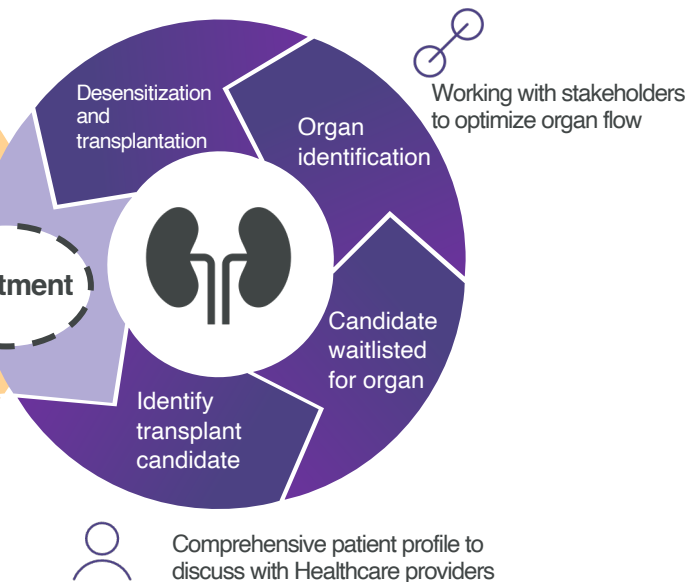 Desensitization
and
transplantation
Organ
identification
Working with stakeholders
to optimize organ flow
tment
Candidate
waitlisted
for organ
Identify
transplant
candidate
Comprehensive patient profile to
discuss with Healthcare providers